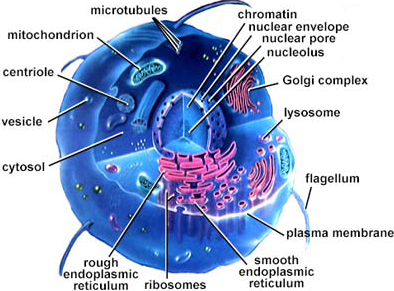 microtubules
mitochondrion
centriole
vesicle
cytosol
chromatin
nuclear envelope
nuclear pore
nucleolus
Golgi complex
lysosome
flagellum
plasma membrane
rough
endoplasmic
reticulum
ribosomes
smooth
endoplasmic
reticulum